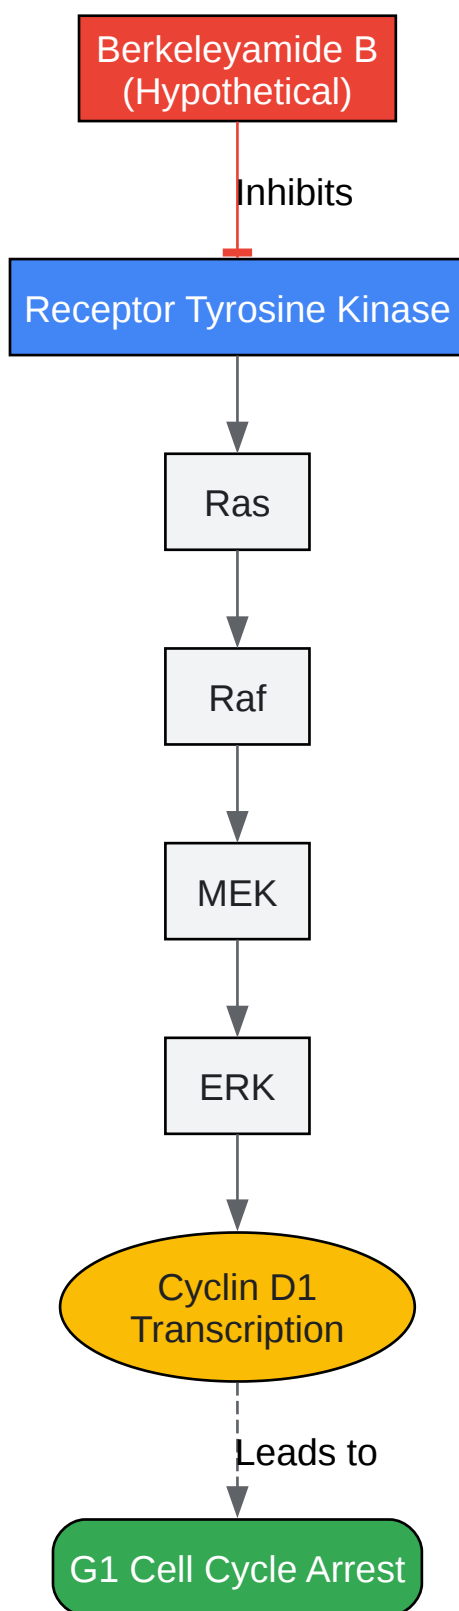 Berkeleyamide B
(Hypothetical)
Inhibits
Receptor Tyrosine Kinase
Ras
Raf
MEK
ERK
Cyclin D1
Transcription
Leads to
G1 Cell Cycle Arrest